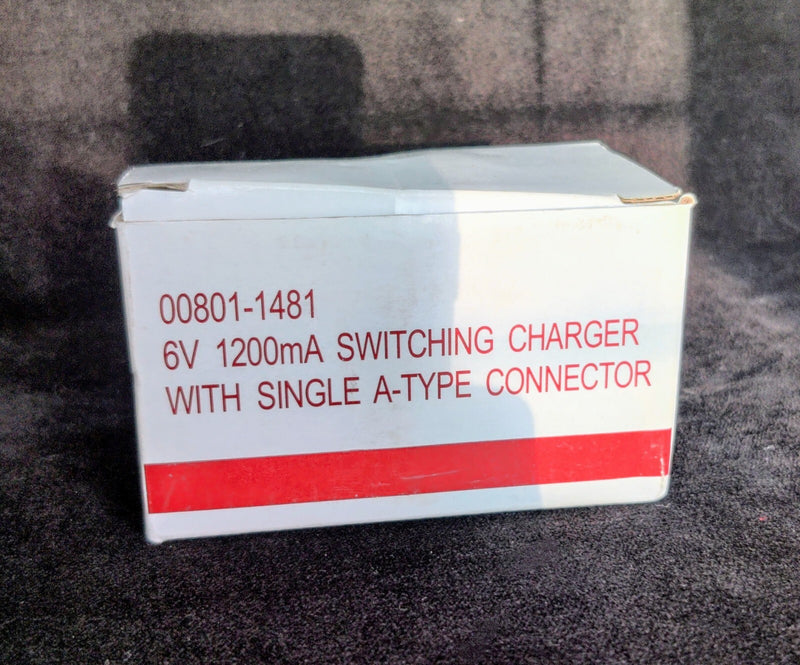 00801-1481
6V 1200mA SWITCHING CHARGER
WITH SINGLE A-TYPE CONNECTOR